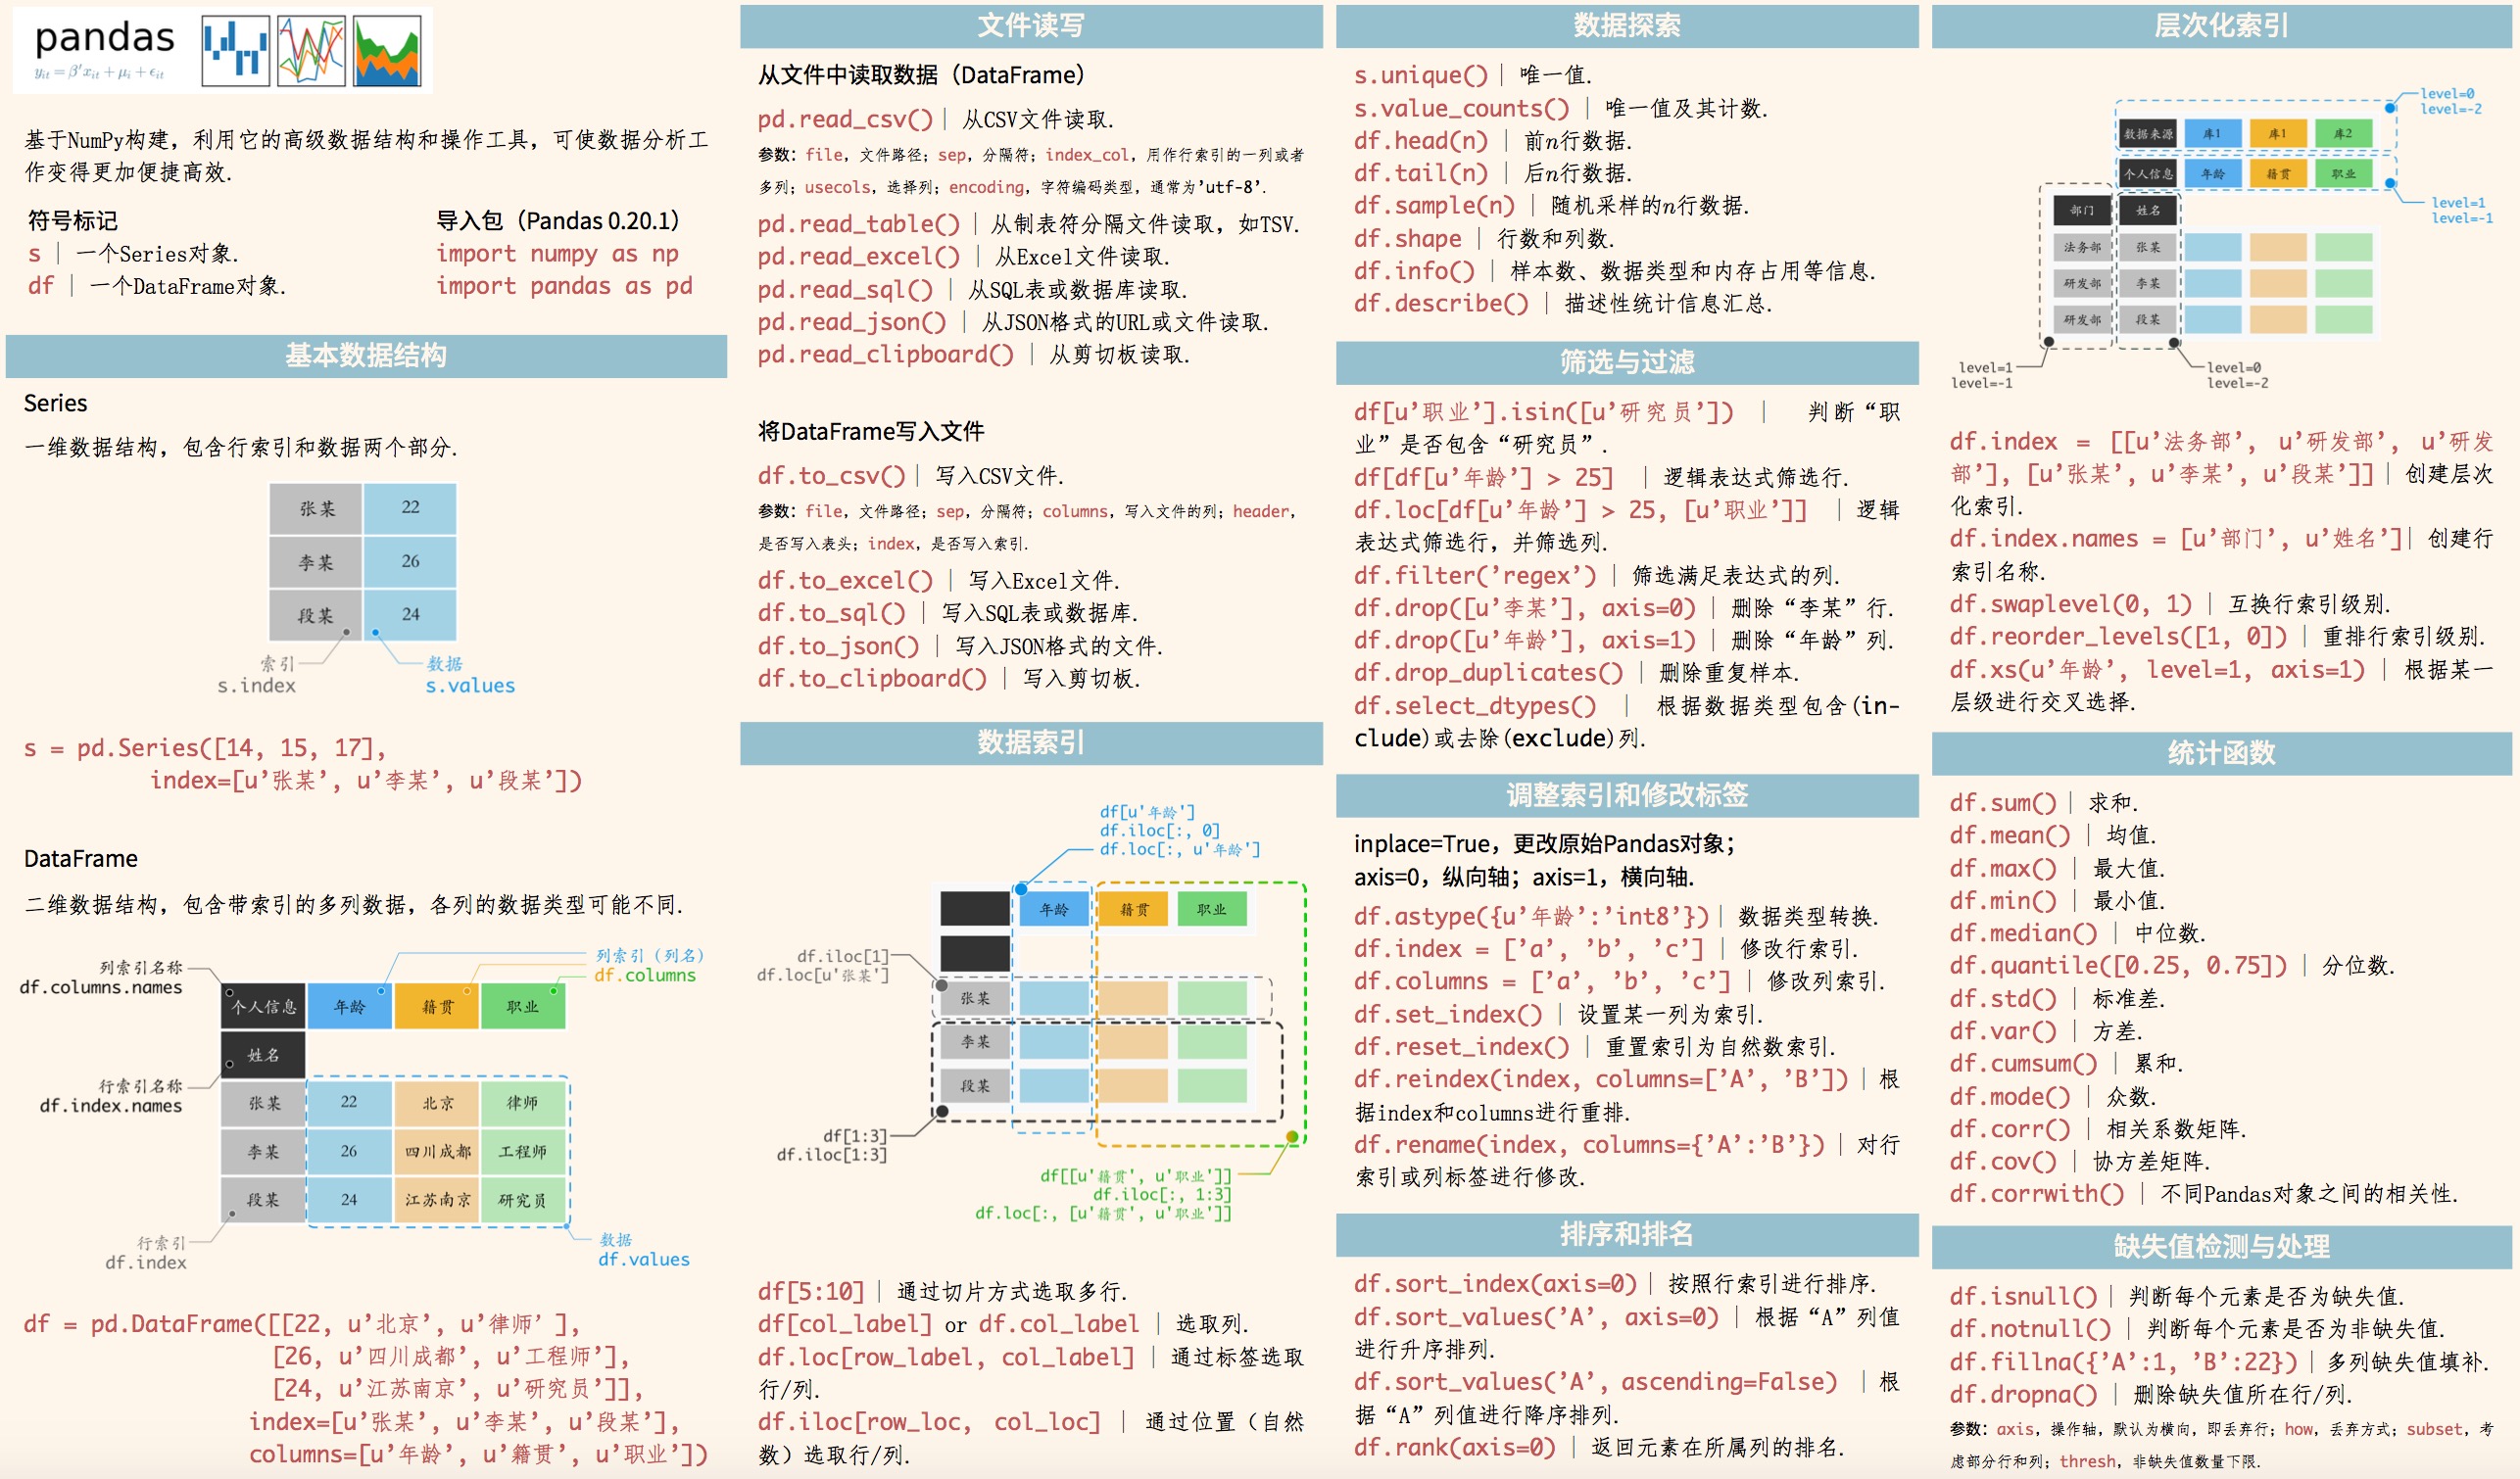 pandas
y_it = β′x_it + μ_i + ϵ_it
基于NumPy构建，利用它的高级数据结构和操作工具，可使数据分析工
作变得更加便捷高效.
符号标记
s | 一个Series对象.
df | 一个DataFrame对象.
导入包（Pandas 0.20.1）
import numpy as np
import pandas as pd
基本数据结构
Series
一维数据结构，包含行索引和数据两个部分.
张某 22
李某 26
段某 24
索引
s.index
数据
s.values
s = pd.Series([14, 15, 17],
index=[u’张某’, u’李某’, u’段某’])
DataFrame
二维数据结构，包含带索引的多列数据，各列的数据类型可能不同.
列索引名称
df.columns.names
列索引（列名）
df.columns
个人信息 年龄 籍贯 职业
姓名
行索引名称
df.index.names
张某 22 北京 律师
李某 26 四川成都 工程师
段某 24 江苏南京 研究员
行索引
df.index
数据
df.values
df = pd.DataFrame([[22, u’北京’, u’律师’ ],
[26, u’四川成都’, u’工程师’],
[24, u’江苏南京’, u’研究员’]],
index=[u’张某’, u’李某’, u’段某’],
columns=[u’年龄’, u’籍贯’, u’职业’])
文件读写
从文件中读取数据（DataFrame）
pd.read_csv() | 从CSV文件读取.
参数：file，文件路径；sep，分隔符；index_col，用作行索引的一列或者
多列；usecols，选择列；encoding，字符编码类型，通常为’utf-8’.
pd.read_table() | 从制表符分隔文件读取，如TSV.
pd.read_excel() | 从Excel文件读取.
pd.read_sql() | 从SQL表或数据库读取.
pd.read_json() | 从JSON格式的URL或文件读取.
pd.read_clipboard() | 从剪切板读取.
将DataFrame写入文件
df.to_csv() | 写入CSV文件.
参数：file，文件路径；sep，分隔符；columns，写入文件的列；header，
是否写入表头；index，是否写入索引.
df.to_excel() | 写入Excel文件.
df.to_sql() | 写入SQL表或数据库.
df.to_json() | 写入JSON格式的文件.
df.to_clipboard() | 写入剪切板.
数据索引
df[u'年龄']
df.iloc[:, 0]
df.loc[:, u'年龄']
年龄 籍贯 职业
df.iloc[1]
df.loc[u'张某']
张某
李某
段某
df[1:3]
df.iloc[1:3]
df[[u'籍贯', u'职业']]
df.iloc[:, 1:3]
df.loc[:, [u'籍贯', u'职业']]
df[5:10] | 通过切片方式选取多行.
df[col_label] or df.col_label | 选取列.
df.loc[row_label, col_label] | 通过标签选取
行/列.
df.iloc[row_loc, col_loc] | 通过位置（自然
数）选取行/列.
数据探索
s.unique() | 唯一值.
s.value_counts() | 唯一值及其计数.
df.head(n) | 前n行数据.
df.tail(n) | 后n行数据.
df.sample(n) | 随机采样的n行数据.
df.shape | 行数和列数.
df.info() | 样本数、数据类型和内存占用等信息.
df.describe() | 描述性统计信息汇总.
筛选与过滤
df[u’职业’].isin([u’研究员’]) | 判断“职
业”是否包含“研究员”.
df[df[u’年龄’] > 25] | 逻辑表达式筛选行.
df.loc[df[u’年龄’] > 25, [u’职业’]] | 逻辑
表达式筛选行，并筛选列.
df.filter(’regex’) | 筛选满足表达式的列.
df.drop([u’李某’], axis=0) | 删除“李某”行.
df.drop([u’年龄’], axis=1) | 删除“年龄”列.
df.drop_duplicates() | 删除重复样本.
df.select_dtypes() | 根据数据类型包含(in-
clude)或去除(exclude)列.
调整索引和修改标签
inplace=True，更改原始Pandas对象；
axis=0，纵向轴；axis=1，横向轴.
df.astype({u’年龄’:’int8’}) | 数据类型转换.
df.index = [’a’, ’b’, ’c’] | 修改行索引.
df.columns = [’a’, ’b’, ’c’] | 修改列索引.
df.set_index() | 设置某一列为索引.
df.reset_index() | 重置索引为自然数索引.
df.reindex(index, columns=[’A’, ’B’]) | 根
据index和columns进行重排.
df.rename(index, columns={’A’:’B’}) | 对行
索引或列标签进行修改.
排序和排名
df.sort_index(axis=0) | 按照行索引进行排序.
df.sort_values(’A’, axis=0) | 根据“A”列值
进行升序排列.
df.sort_values(’A’, ascending=False) | 根
据“A”列值进行降序排列.
df.rank(axis=0) | 返回元素在所属列的排名.
层次化索引
level=0
level=-2
数据来源 库1 库1 库2
个人信息 年龄 籍贯 职业
level=1
level=-1
部门 姓名
法务部 张某
研发部 李某
研发部 段某
level=1
level=-1
level=0
level=-2
df.index = [[u’法务部’, u’研发部’, u’研发
部’], [u’张某’, u’李某’, u’段某’]] | 创建层次
化索引.
df.index.names = [u’部门’, u’姓名’] | 创建行
索引名称.
df.swaplevel(0, 1) | 互换行索引级别.
df.reorder_levels([1, 0]) | 重排行索引级别.
df.xs(u’年龄’, level=1, axis=1) | 根据某一
层级进行交叉选择.
统计函数
df.sum() | 求和.
df.mean() | 均值.
df.max() | 最大值.
df.min() | 最小值.
df.median() | 中位数.
df.quantile([0.25, 0.75]) | 分位数.
df.std() | 标准差.
df.var() | 方差.
df.cumsum() | 累和.
df.mode() | 众数.
df.corr() | 相关系数矩阵.
df.cov() | 协方差矩阵.
df.corrwith() | 不同Pandas对象之间的相关性.
缺失值检测与处理
df.isnull() | 判断每个元素是否为缺失值.
df.notnull() | 判断每个元素是否为非缺失值.
df.fillna({’A’:1, ’B’:22}) | 多列缺失值填补.
df.dropna() | 删除缺失值所在行/列.
参数：axis，操作轴，默认为横向，即丢弃行；how，丢弃方式；subset，考
虑部分行和列；thresh，非缺失值数量下限.